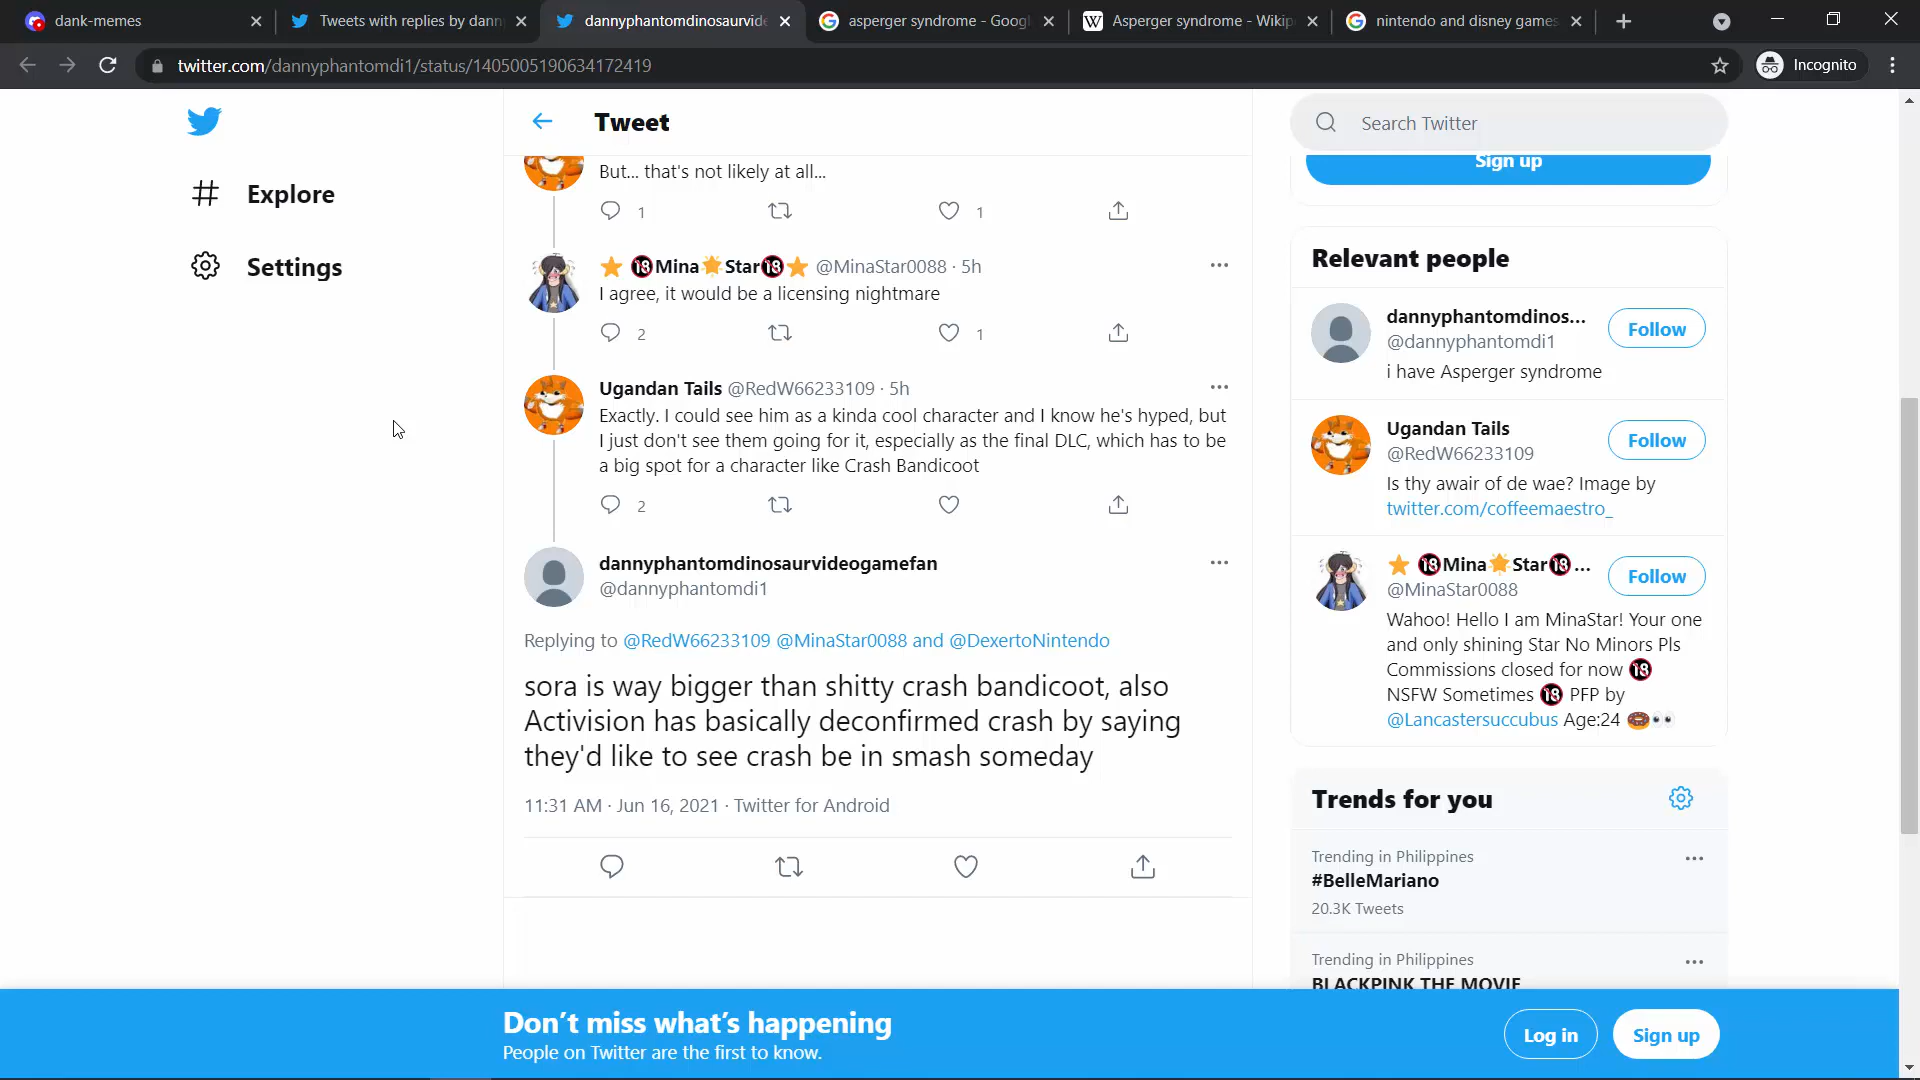 dank-memes
Tweets with replies by dann
dannyphantomdinosaurvid
asperger syndrome - Googl
Asperger syndrome - Wikip
nintendo and disney games
twitter.com/dannyphantomdi1/status/1405005190634172419
Incognito
Explore
Settings
Tweet
But... that's not likely at all...
1
1
⭐ 🔞Mina🌟Star🔞⭐ @MinaStar0088 · 5h
I agree, it would be a licensing nightmare
2
1
Ugandan Tails @RedW66233109 · 5h
Exactly. I could see him as a kinda cool character and I know he's hyped, but
I just don't see them going for it, especially as the final DLC, which has to be
a big spot for a character like Crash Bandicoot
2
dannyphantomdinosaurvideogamefan
@dannyphantomdi1
Replying to @RedW66233109 @MinaStar0088 and @DexertoNintendo
sora is way bigger than shitty crash bandicoot, also
Activision has basically deconfirmed crash by saying
they'd like to see crash be in smash someday
11:31 AM · Jun 16, 2021 · Twitter for Android
Search Twitter
Sign up
Relevant people
dannyphantomdinos...
@dannyphantomdi1
Follow
i have Asperger syndrome
Ugandan Tails
@RedW66233109
Follow
Is thy awair of de wae? Image by
twitter.com/coffeemaestro_
⭐ 🔞Mina🌟Star🔞...
@MinaStar0088
Follow
Wahoo! Hello I am MinaStar! Your one
and only shining Star No Minors Pls
Commissions closed for now 🔞
NSFW Sometimes 🔞 PFP by
@Lancastersuccubus Age:24 🍩👀
Trends for you
Trending in Philippines
#BelleMariano
20.3K Tweets
Trending in Philippines
BLACKPINK THE MOVIE
Don't miss what's happening
People on Twitter are the first to know.
Log in
Sign up